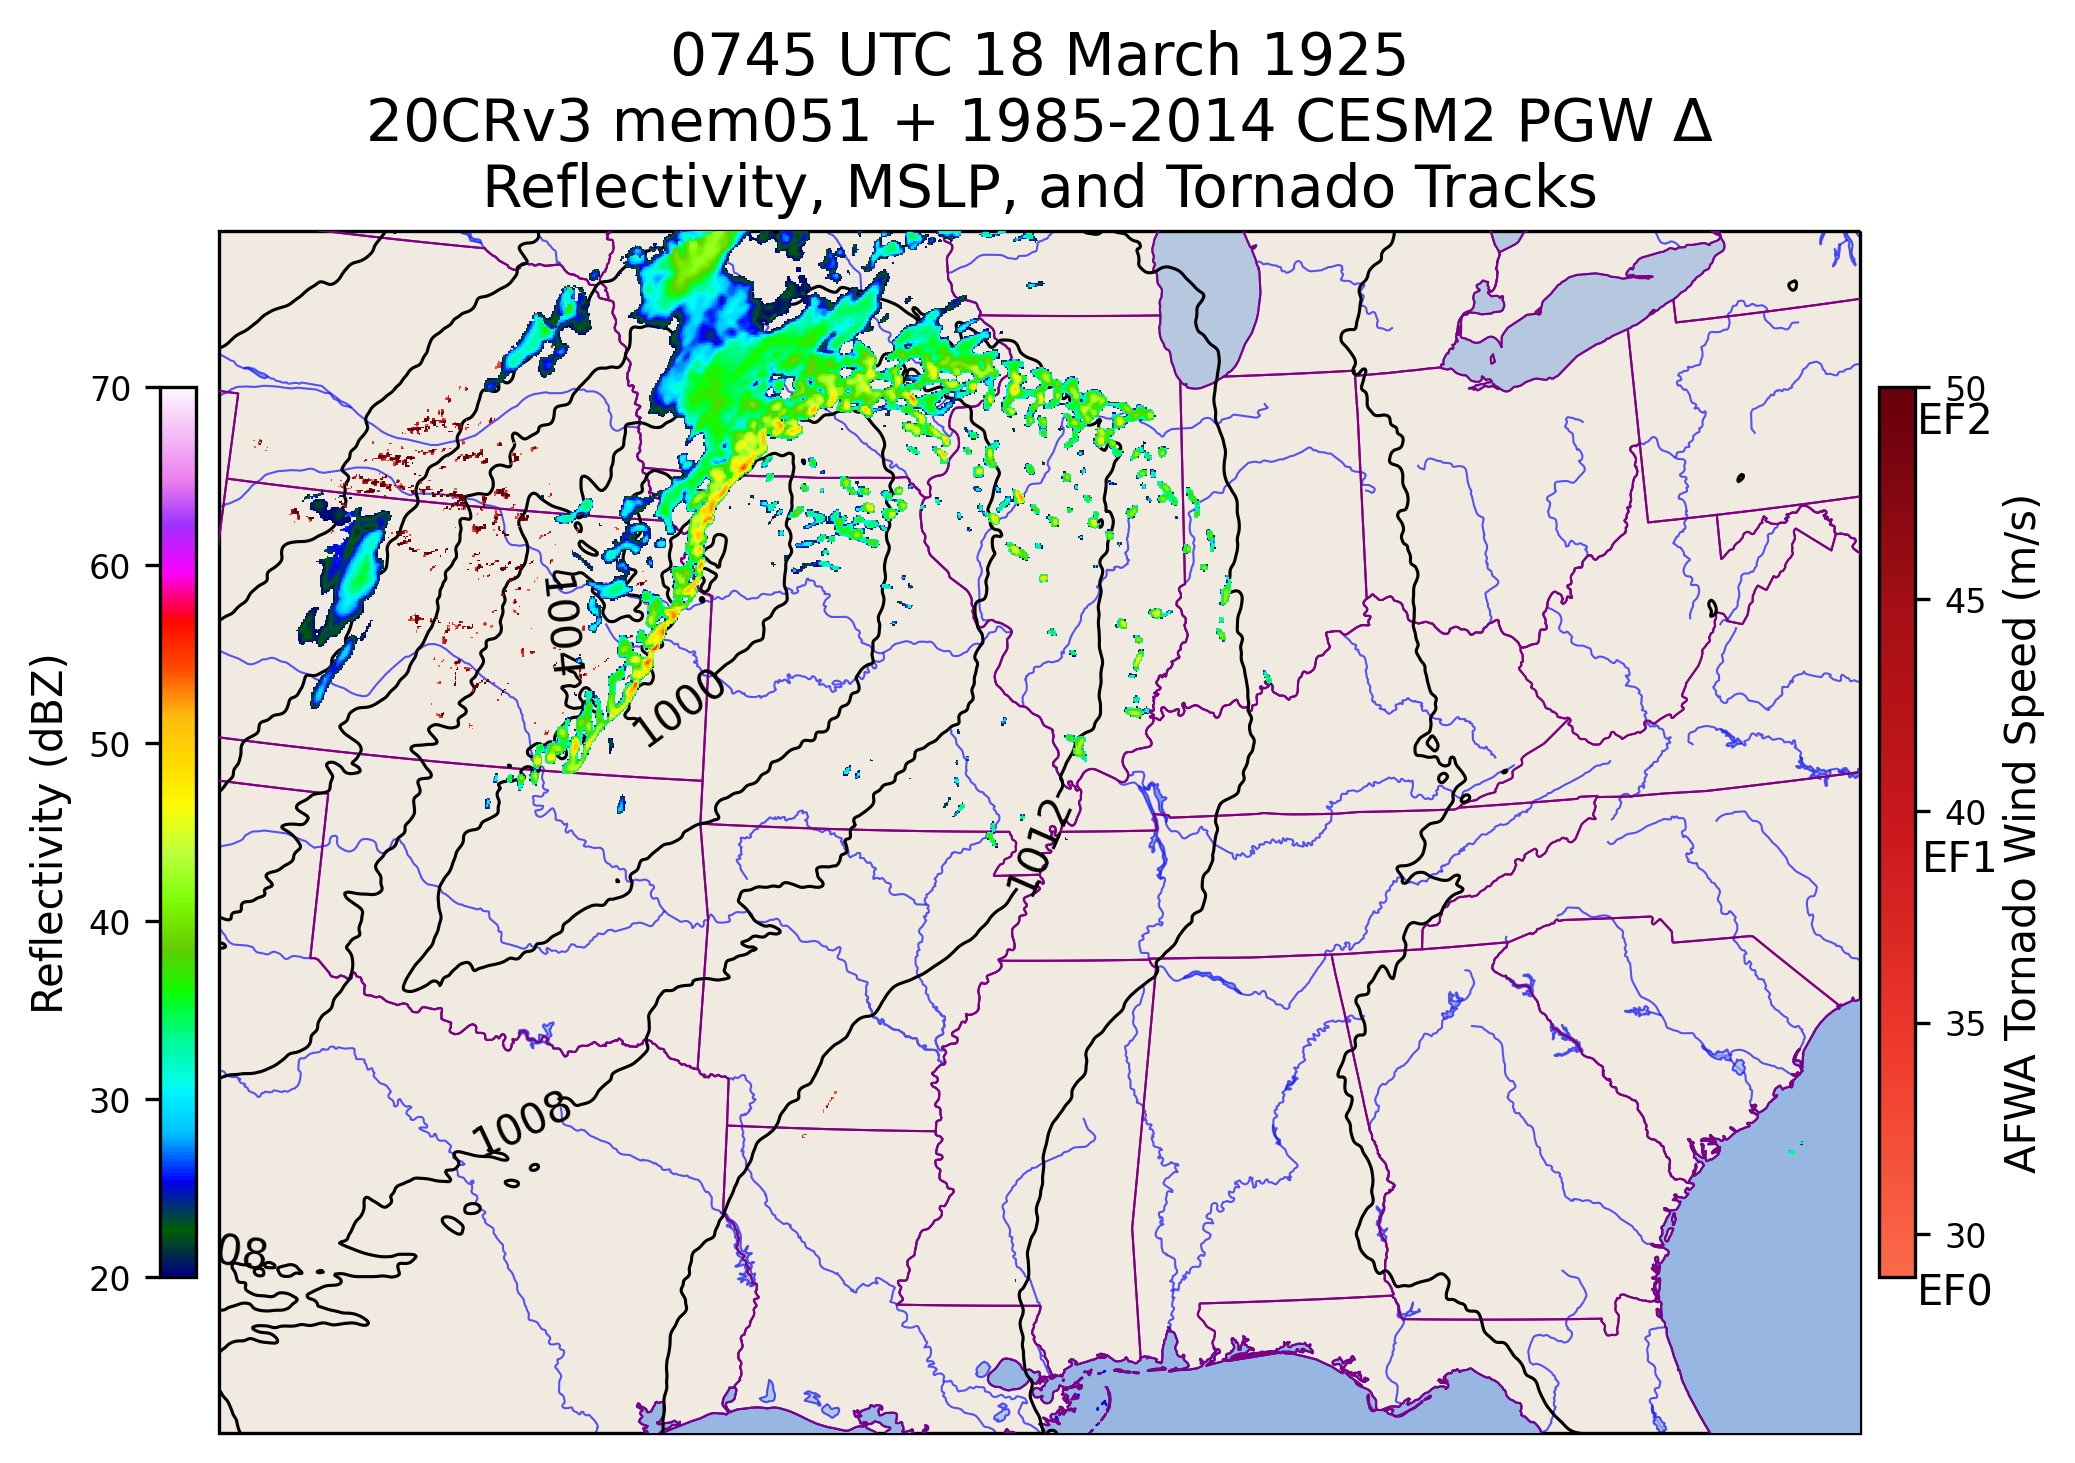 0745 UTC 18 March 1925
20CRv3 mem051 + 1985-2014 CESM2 PGW Δ
Reflectivity, MSLP, and Tornado Tracks
Reflectivity (dBZ)
70
60
50
40
30
20
1004
1000
1012
1008
08
50
EF2
45
40
EF1
35
30
EF0
AFWA Tornado Wind Speed (m/s)